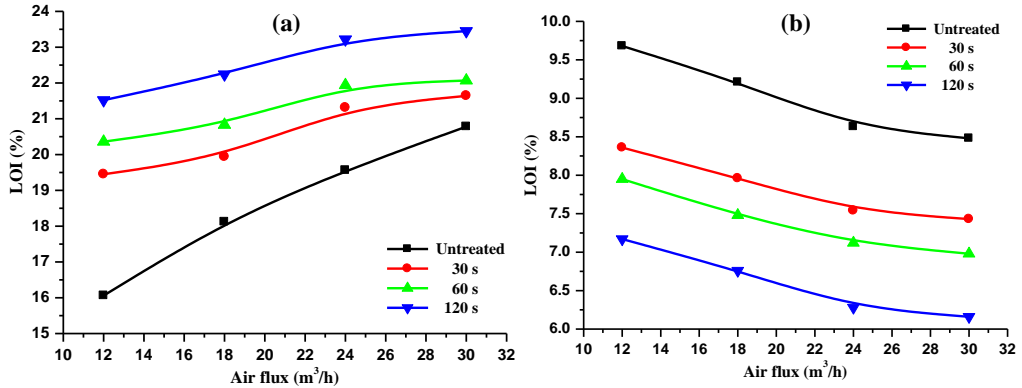 (a)
LOI (%)
24
23
22
21
20
19
18
17
16
15
Untreated
30 s
60 s
120 s
10 12 14 16 18 20 22 24 26 28 30 32
Air flux (m³/h)
(b)
LOI (%)
10.0
9.5
9.0
8.5
8.0
7.5
7.0
6.5
6.0
Untreated
30 s
60 s
120 s
10 12 14 16 18 20 22 24 26 28 30 32
Air flux (m³/h)